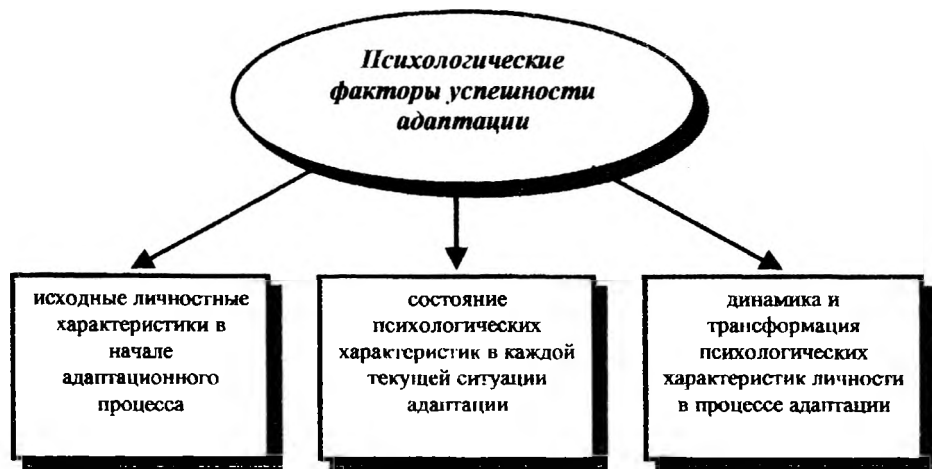 Психологические
факторы успешности
адаптации
исходные личностные
характеристики в
начале
адаптационного
процесса
состояние
психологических
характеристик в каждой
текущей ситуации
адаптации
динамика и
трансформация
психологических
характеристик личности
в процессе адаптации